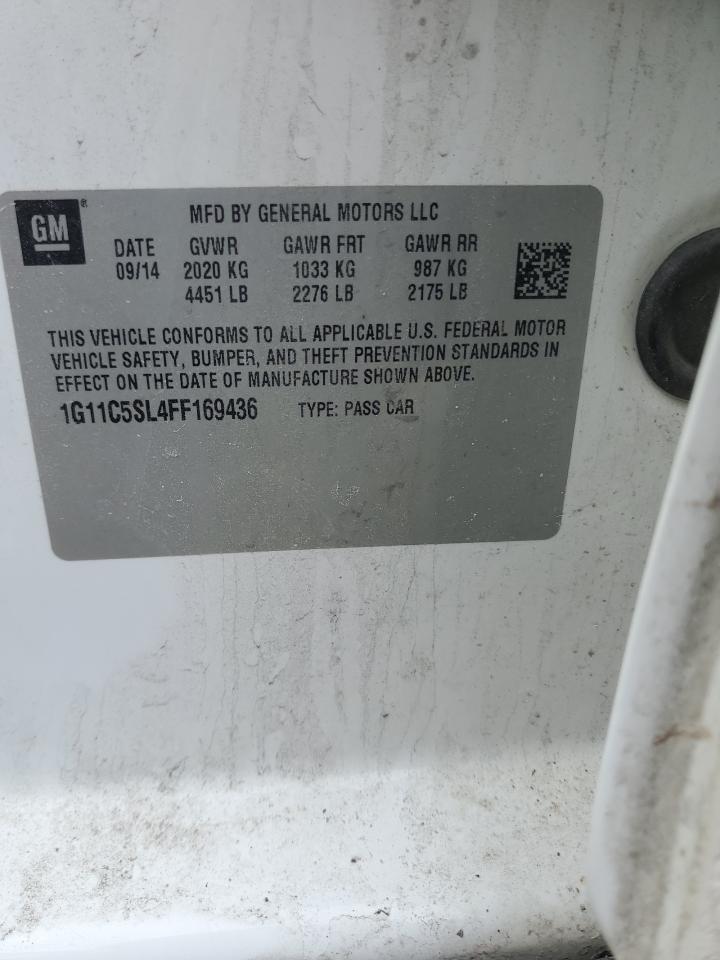 GM®
MFD BY GENERAL MOTORS LLC
DATE GVWR GAWR FRT GAWR RR
09/14 2020 KG 1033 KG 987 KG
4451 LB 2276 LB 2175 LB
THIS VEHICLE CONFORMS TO ALL APPLICABLE U.S. FEDERAL MOTOR
VEHICLE SAFETY, BUMPER, AND THEFT PREVENTION STANDARDS IN
EFFECT ON THE DATE OF MANUFACTURE SHOWN ABOVE.
1G11C5SL4FF169436 TYPE: PASS CAR